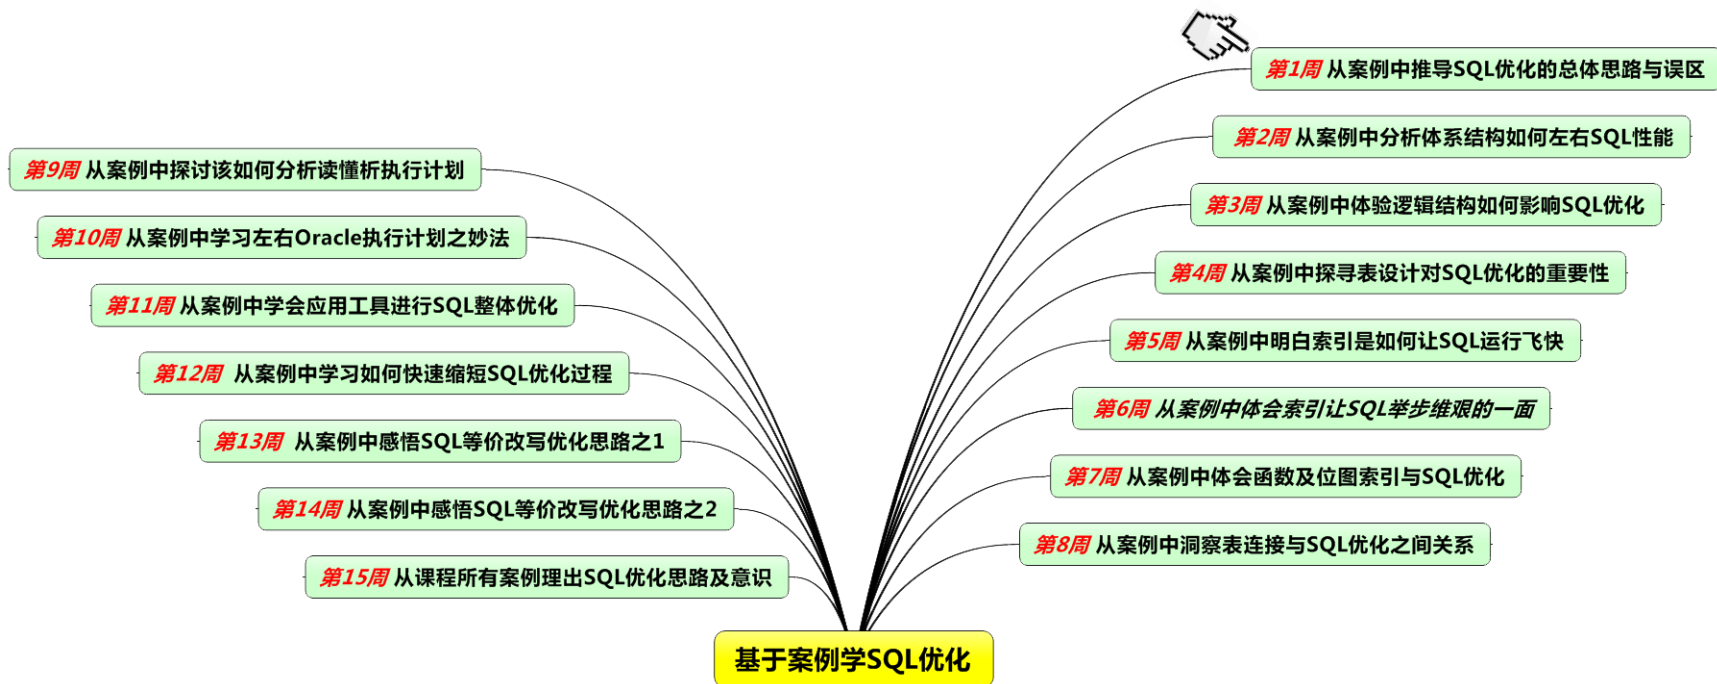 第1周 从案例中推导SQL优化的总体思路与误区
第2周 从案例中分析体系结构如何左右SQL性能
第3周 从案例中体验逻辑结构如何影响SQL优化
第4周 从案例中探寻表设计对SQL优化的重要性
第5周 从案例中明白索引是如何让SQL运行飞快
第6周 从案例中体会索引让SQL举步维艰的一面
第7周 从案例中体会函数及位图索引与SQL优化
第8周 从案例中洞察表连接与SQL优化之间关系
第9周 从案例中探讨该如何分析读懂析执行计划
第10周 从案例中学习左右Oracle执行计划之妙法
第11周 从案例中学会应用工具进行SQL整体优化
第12周 从案例中学习如何快速缩短SQL优化过程
第13周 从案例中感悟SQL等价改写优化思路之1
第14周 从案例中感悟SQL等价改写优化思路之2
第15周 从课程所有案例理出SQL优化思路及意识
基于案例学SQL优化